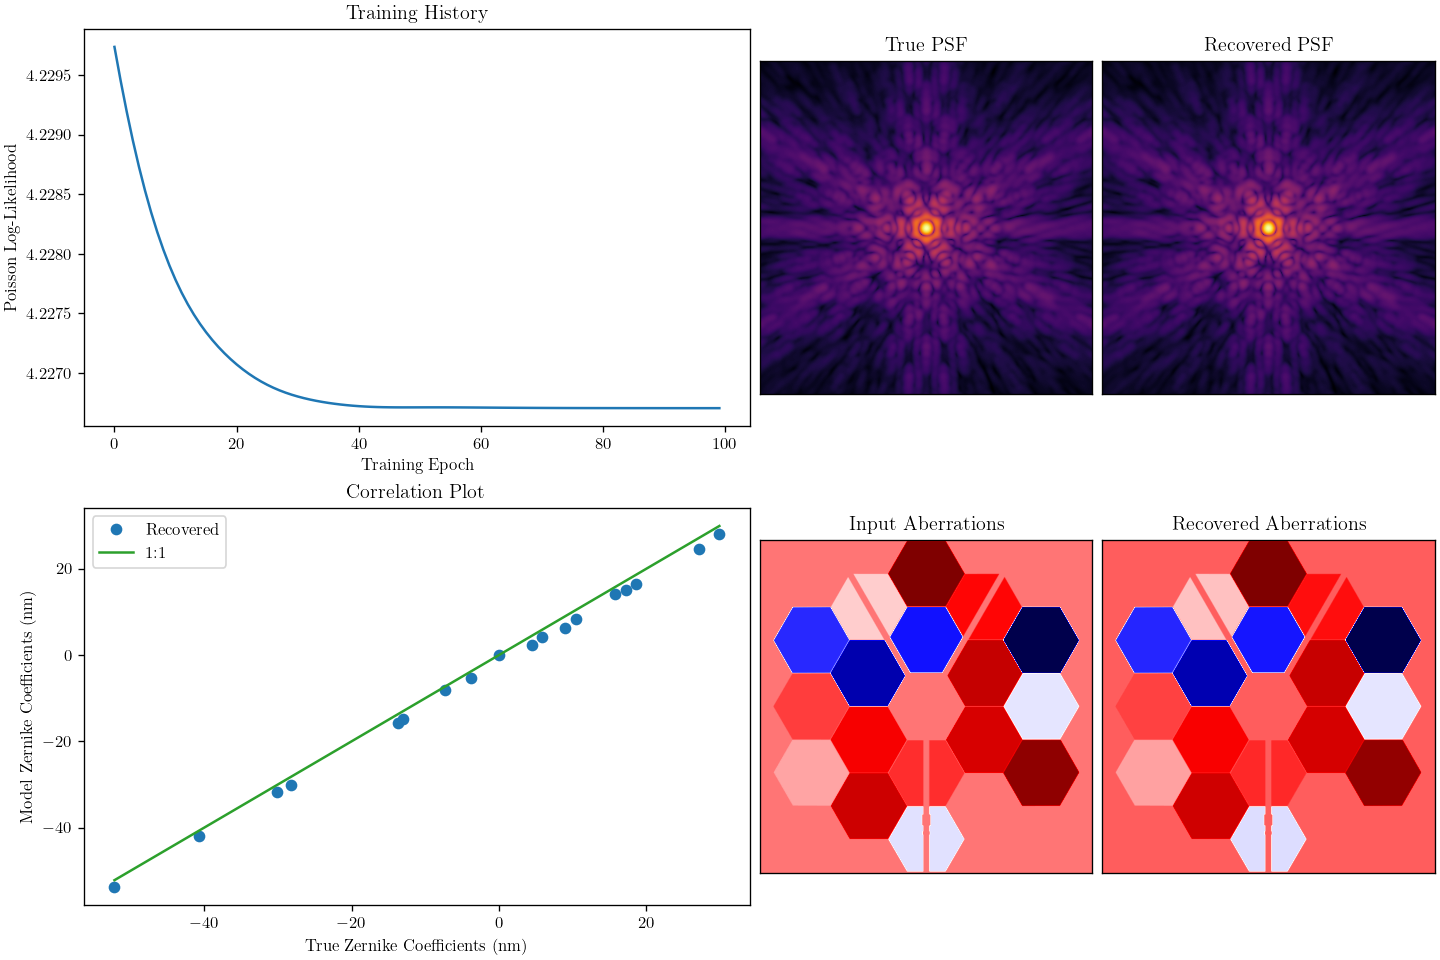 Training History
4.2295
4.2290
4.2285
4.2280
4.2275
4.2270
Poisson Log-Likelihood
0 20 40 60 80 100
Training Epoch
True PSF
Recovered PSF
Correlation Plot
Recovered
1:1
20
0
−20
−40
Model Zernike Coefficients (nm)
−40 −20 0 20
True Zernike Coefficients (nm)
Input Aberrations
Recovered Aberrations